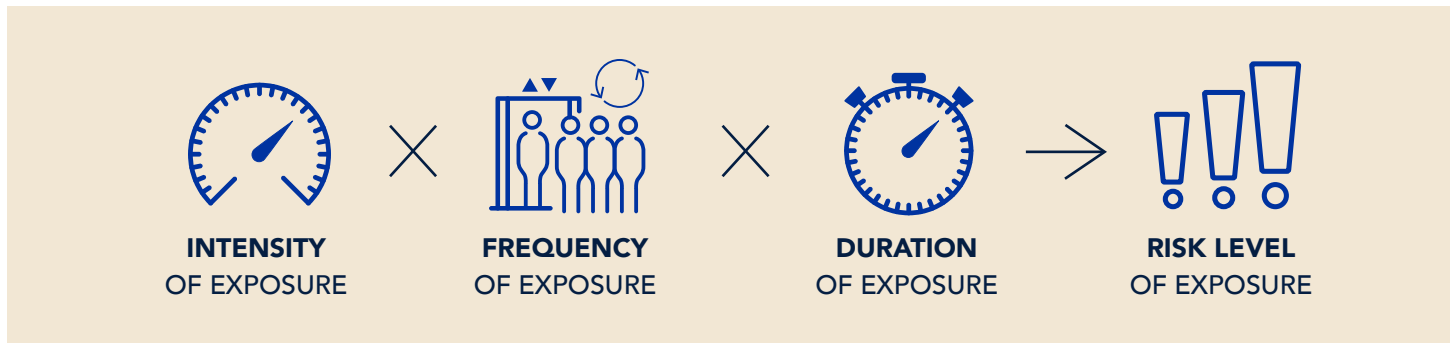 INTENSITY
OF EXPOSURE
FREQUENCY
OF EXPOSURE
DURATION
OF EXPOSURE
RISK LEVEL
OF EXPOSURE